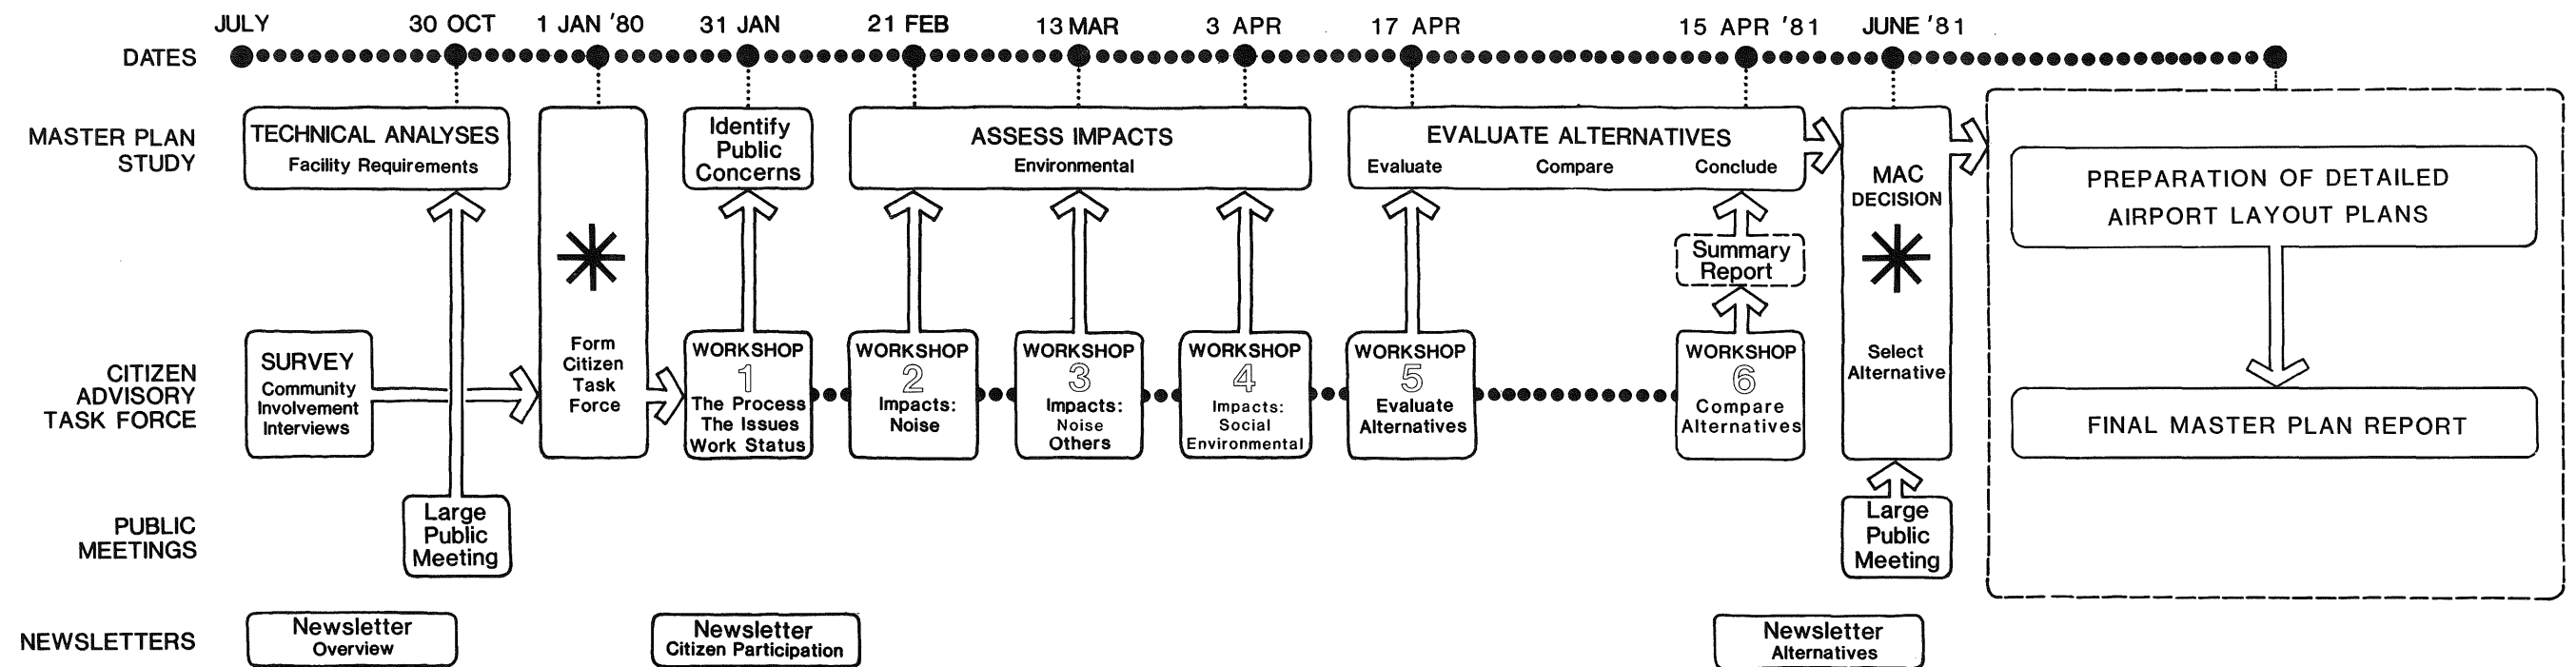 JULY 30 OCT 1 JAN '80 31 JAN 21 FEB 13 MAR 3 APR 17 APR 15 APR '81 JUNE '81
DATES
MASTER PLAN
STUDY
TECHNICAL ANALYSES
Facility Requirements
Identify
Public
Concerns
ASSESS IMPACTS
Environmental
EVALUATE ALTERNATIVES
Evaluate Compare Conclude
MAC
DECISION
Select
Alternative
PREPARATION OF DETAILED
AIRPORT LAYOUT PLANS
FINAL MASTER PLAN REPORT
Summary
Report
CITIZEN
ADVISORY
TASK FORCE
SURVEY
Community
Involvement
Interviews
Form
Citizen
Task
Force
WORKSHOP
1
The Process
The Issues
Work Status
WORKSHOP
2
Impacts:
Noise
WORKSHOP
3
Impacts:
Noise
Others
WORKSHOP
4
Impacts:
Social
Environmental
WORKSHOP
5
Evaluate
Alternatives
WORKSHOP
6
Compare
Alternatives
PUBLIC
MEETINGS
Large
Public
Meeting
Large
Public
Meeting
NEWSLETTERS
Newsletter
Overview
Newsletter
Citizen Participation
Newsletter
Alternatives